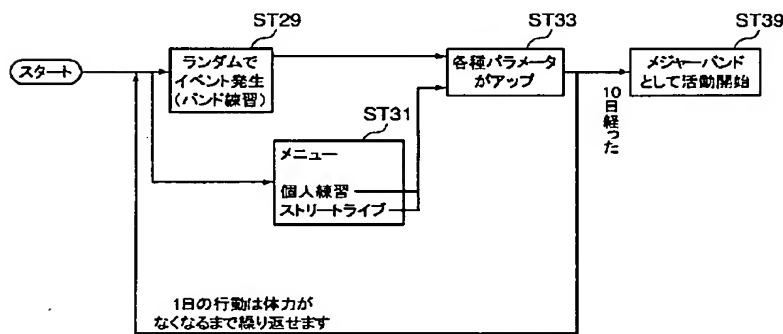 ST29
ST33
ST39
スタート
ランダムで
イベント発生
(バンド練習)
各種パラメータ
がアップ
メジャーバンド
として活動開始
10日経った
ST31
メニュー
個人練習
ストリートライブ
1日の行動は体力が
なくなるまで繰り返せます